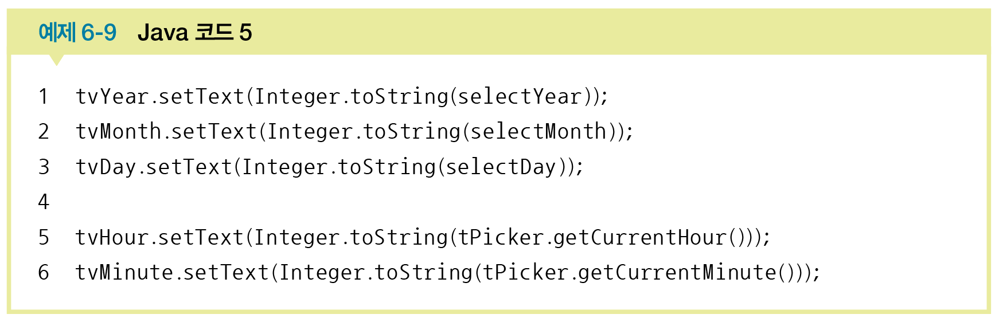 예제 6-9 Java 코드 5
1 tvYear.setText(Integer.toString(selectYear));
2 tvMonth.setText(Integer.toString(selectMonth));
3 tvDay.setText(Integer.toString(selectDay));
4
5 tvHour.setText(Integer.toString(tPicker.getCurrentHour()));
6 tvMinute.setText(Integer.toString(tPicker.getCurrentMinute()));